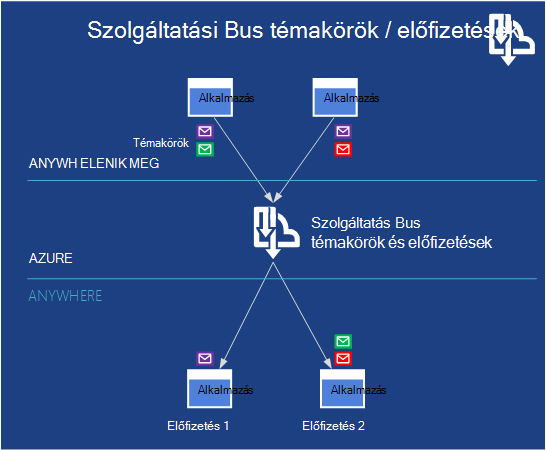 Szolgáltatási Bus témakörök / előfizetések
Alkalmazás
Alkalmazás
Témakörök
ANYWH ELENIK MEG
Szolgáltatás Bus
témakörök és előfizetések
AZURE
ANYWHERE
Alkalmazás
Alkalmazás
Előfizetés 1
Előfizetés 2